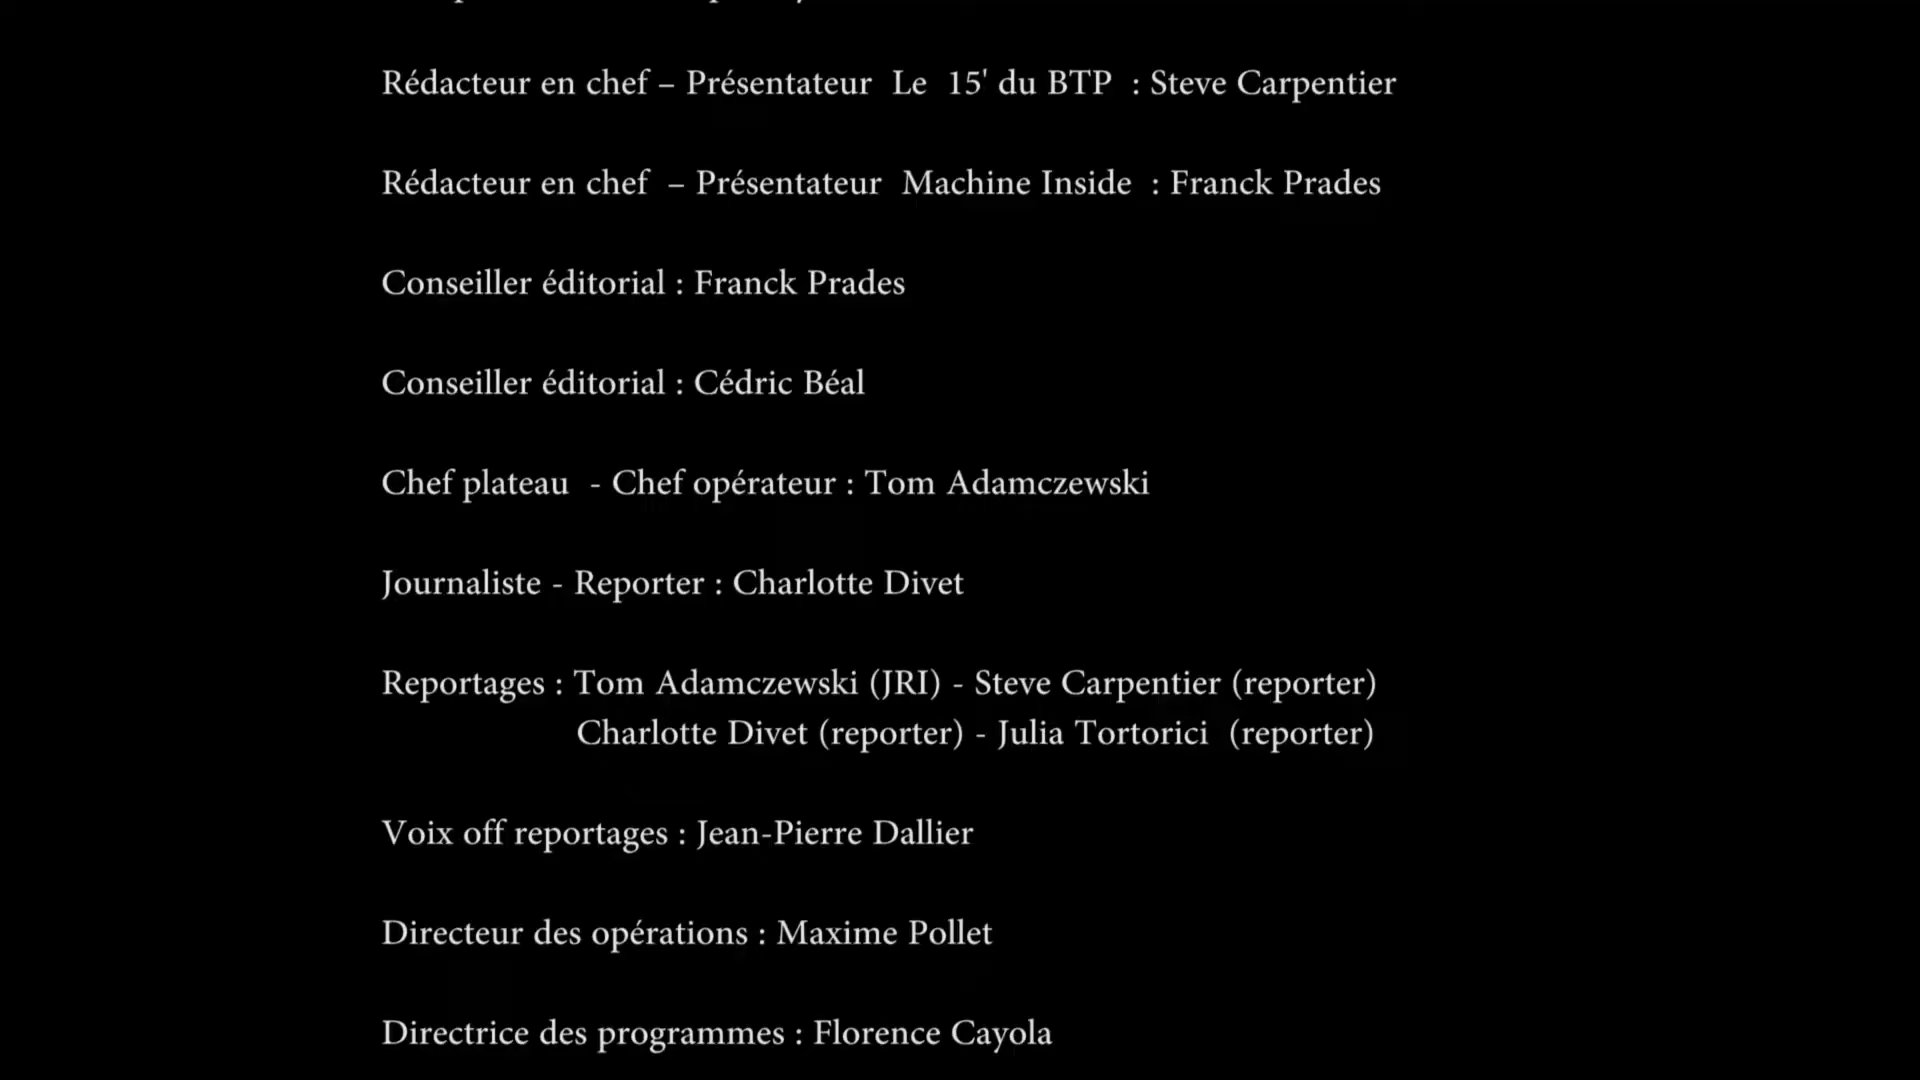 Rédacteur en chef – Présentateur  Le  15' du BTP  : Steve Carpentier
Rédacteur en chef  – Présentateur  Machine Inside  : Franck Prades
Conseiller éditorial : Franck Prades
Conseiller éditorial : Cédric Béal
Chef plateau  - Chef opérateur : Tom Adamczewski
Journaliste - Reporter : Charlotte Divet
Reportages : Tom Adamczewski (JRI) - Steve Carpentier (reporter)
Charlotte Divet (reporter) - Julia Tortorici  (reporter)
Voix off reportages : Jean-Pierre Dallier
Directeur des opérations : Maxime Pollet
Directrice des programmes : Florence Cayola